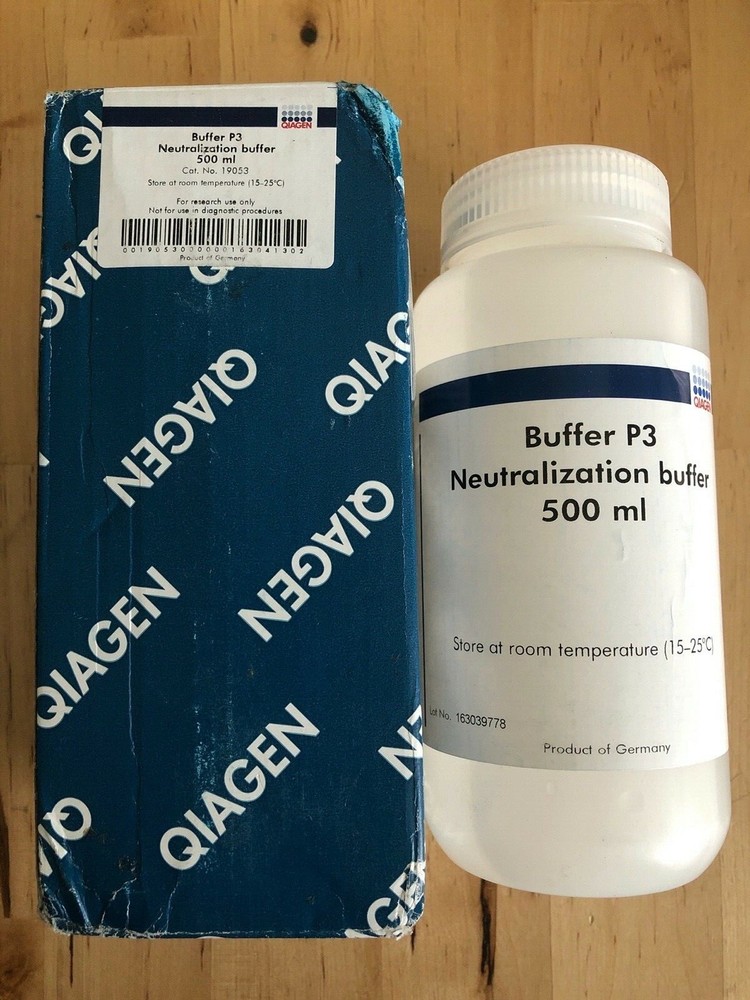 QIAGEN
Buffer P3
Neutralization buffer
500 ml
Cat. No. 19053
Store at room temperature (15–25°C)
For research use only
Not for use in diagnostic procedures
Product of Germany
QIAGEN
QIAGEN
QIAGEN
QIAGEN
QIAGEN
Buffer P3
Neutralization buffer
500 ml
Store at room temperature (15–25°C)
Lot No. 163039778
Product of Germany